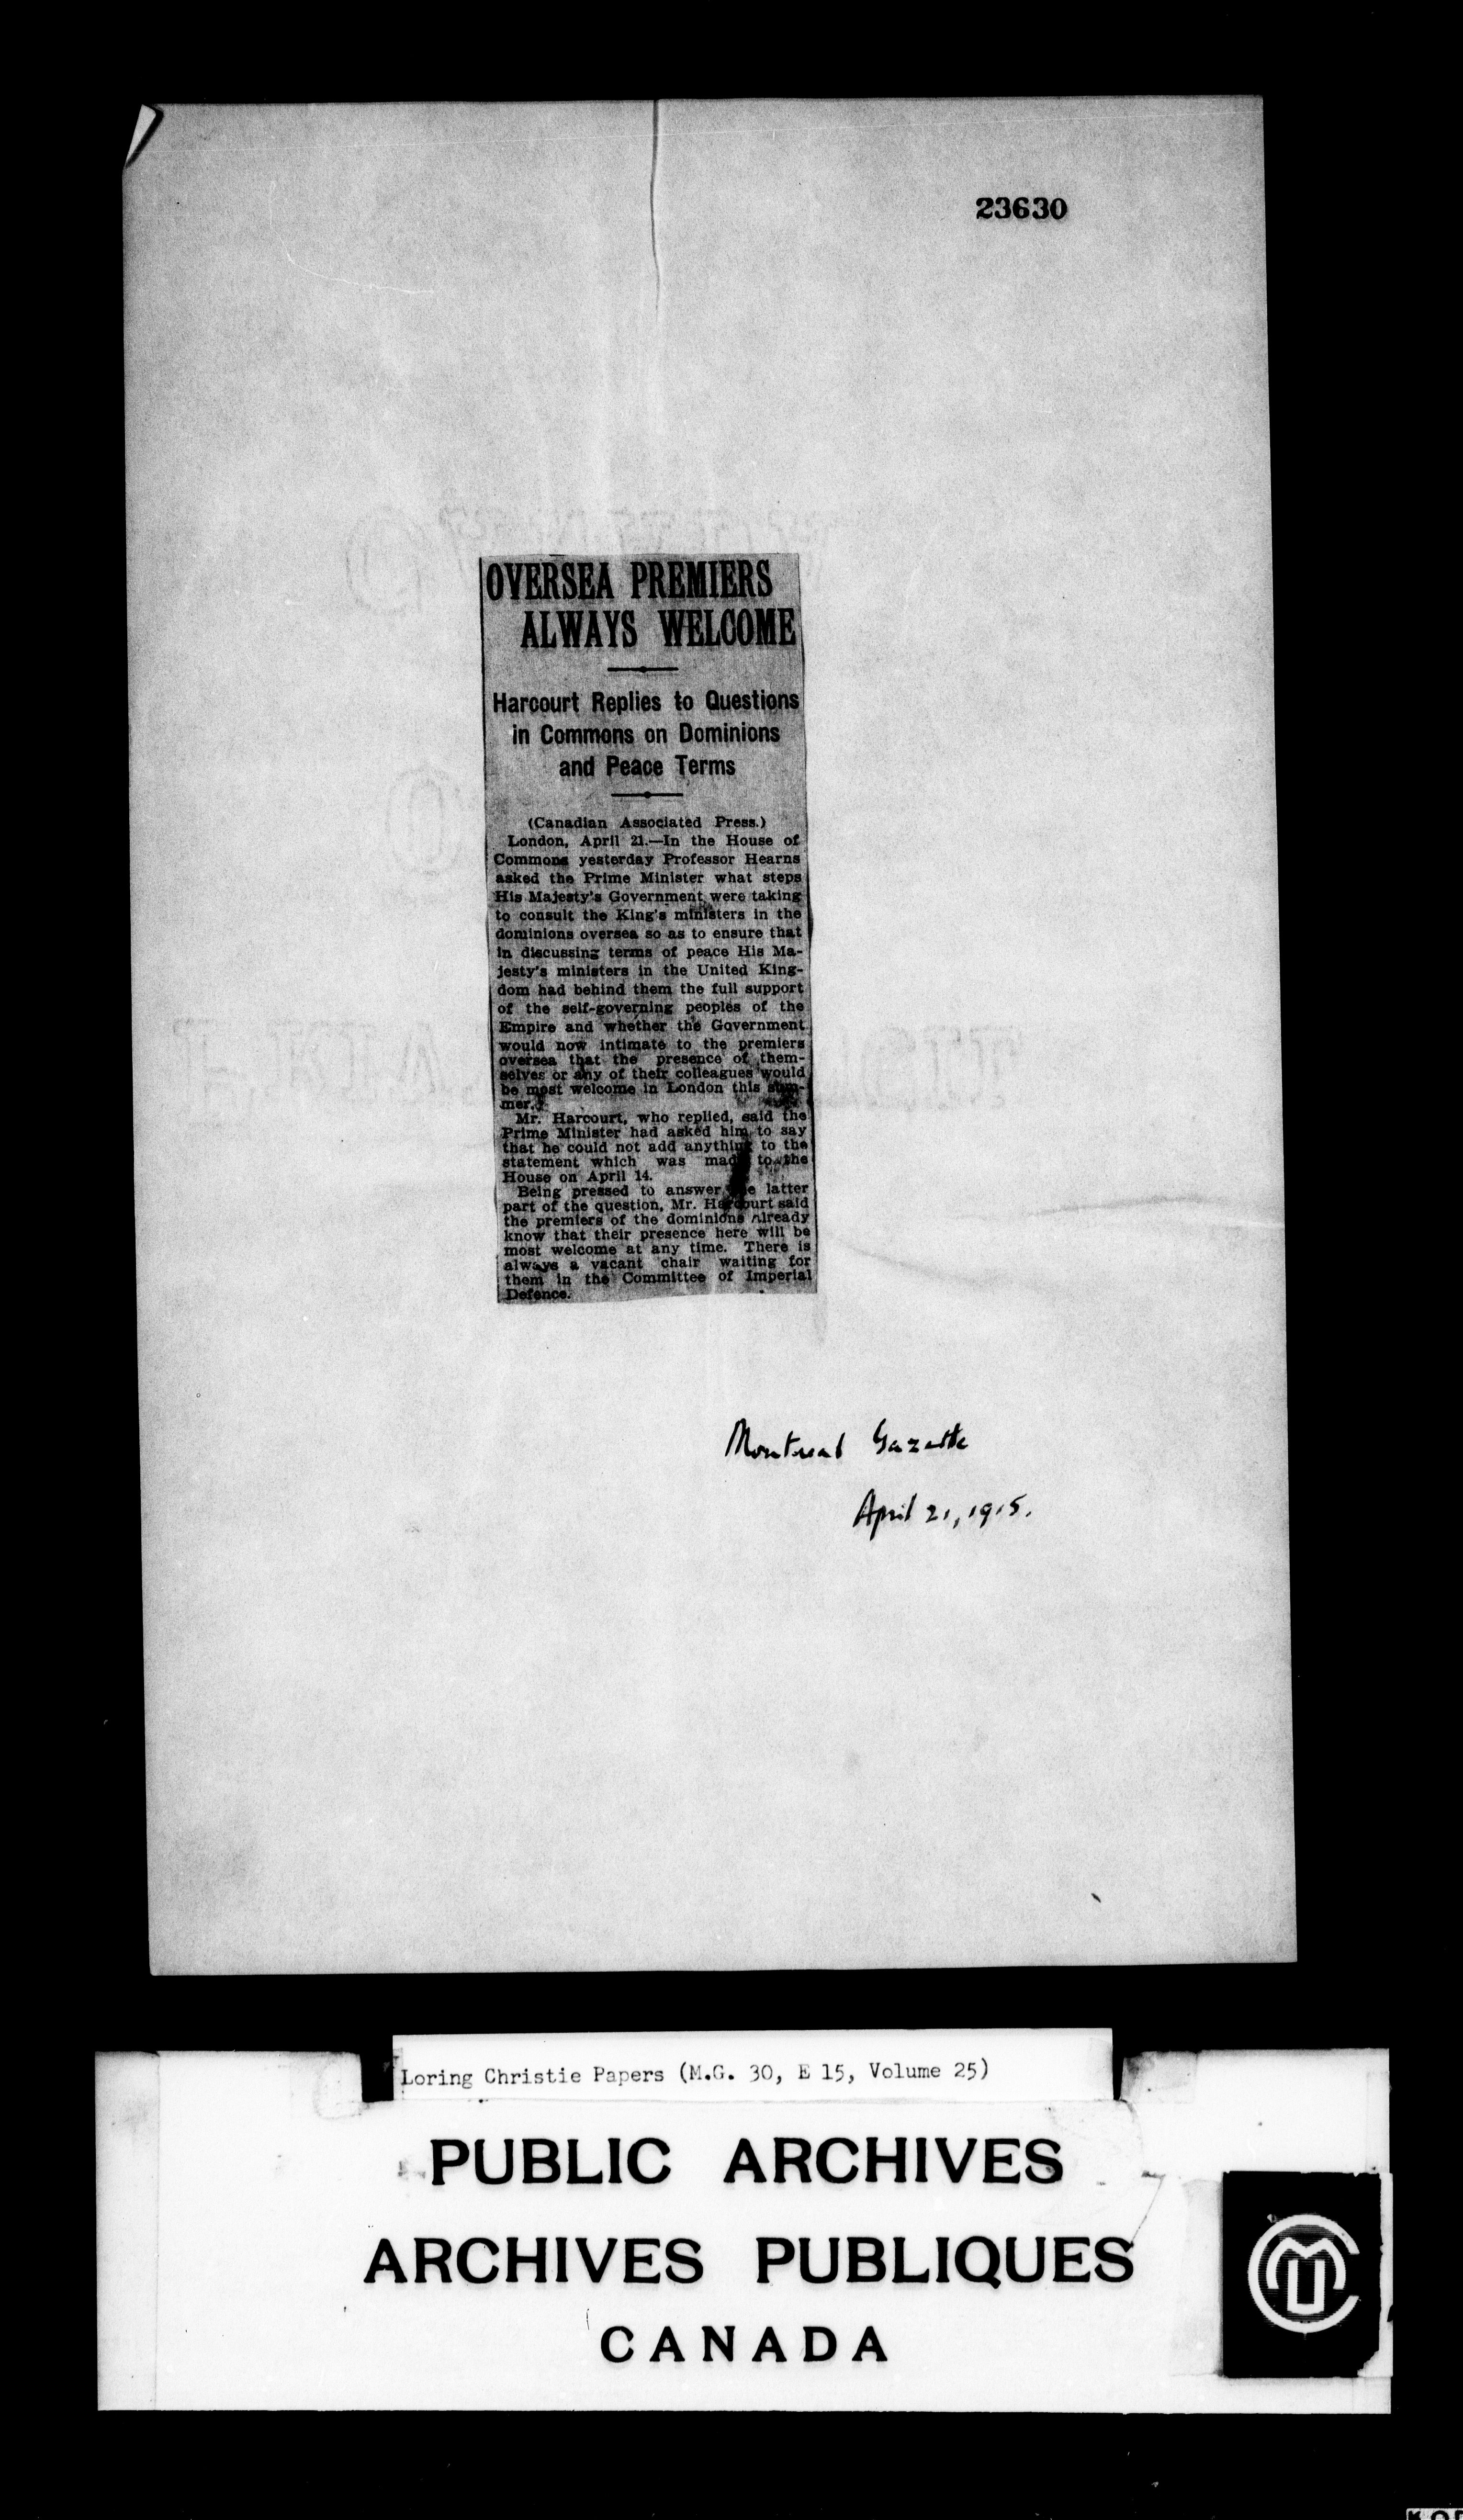 23630
OVERSEA PREMIERS
ALWAYS WELCOME
Harcourt Replies to Questions
in Commons on Dominions
and Peace Terms
(Canadian Associated Press.)
London, April 21.—In the House of
Commons yesterday Professor Hearns
asked the Prime Minister what steps
His Majesty's Government were taking
to consult the King's ministers in the
dominions oversea so as to ensure that
in discussing terms of peace His Ma-
jesty's ministers in the United King-
dom had behind them the full support
of the self-governing peoples of the
Empire and whether the Government
would now intimate to the premiers
oversea that the presence of them-
selves or any of their colleagues would
be most welcome in London this sum-
mer.
Mr. Harcourt, who replied, said the
Prime Minister had asked him to say
that he could not add anything to the
statement which was made to the
House on April 14.
Being pressed to answer the latter
part of the question, Mr. Harcourt said
the premiers of the dominions already
know that their presence here will be
most welcome at any time. There is
always a vacant chair waiting for
them in the Committee of Imperial
Defence.
Montreal Gazette
April 21, 1915.
Loring Christie Papers (M.G. 30, E 15, Volume 25)
PUBLIC ARCHIVES
ARCHIVES PUBLIQUES
CANADA